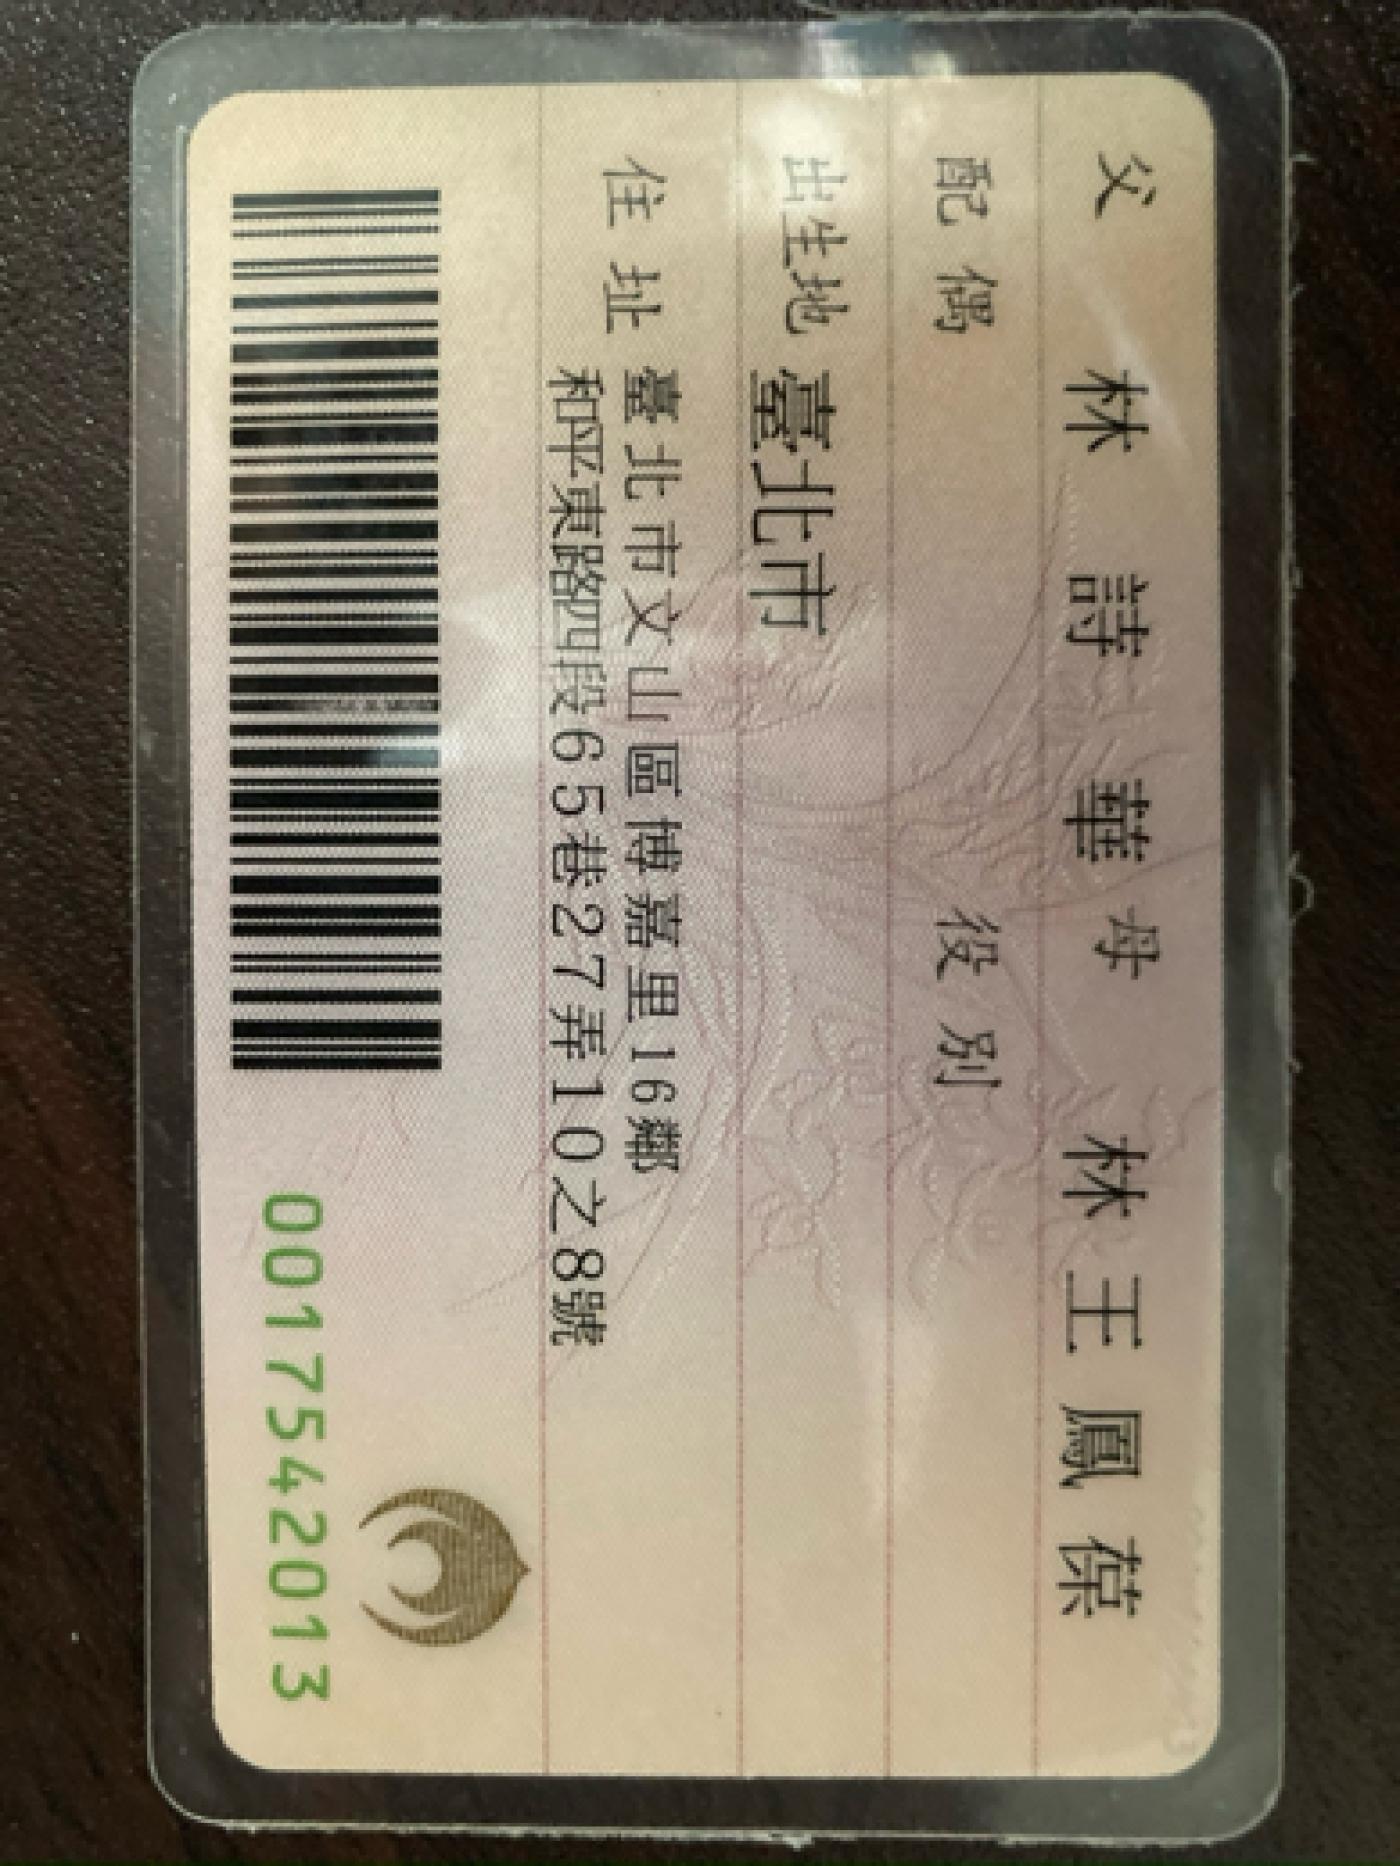 父 林詩華 母 林王鳳葆
配偶 役別
出生地 臺北市
住址 臺北市文山區博嘉里16鄰
和平東路四段65巷27弄10之8號
0017542013